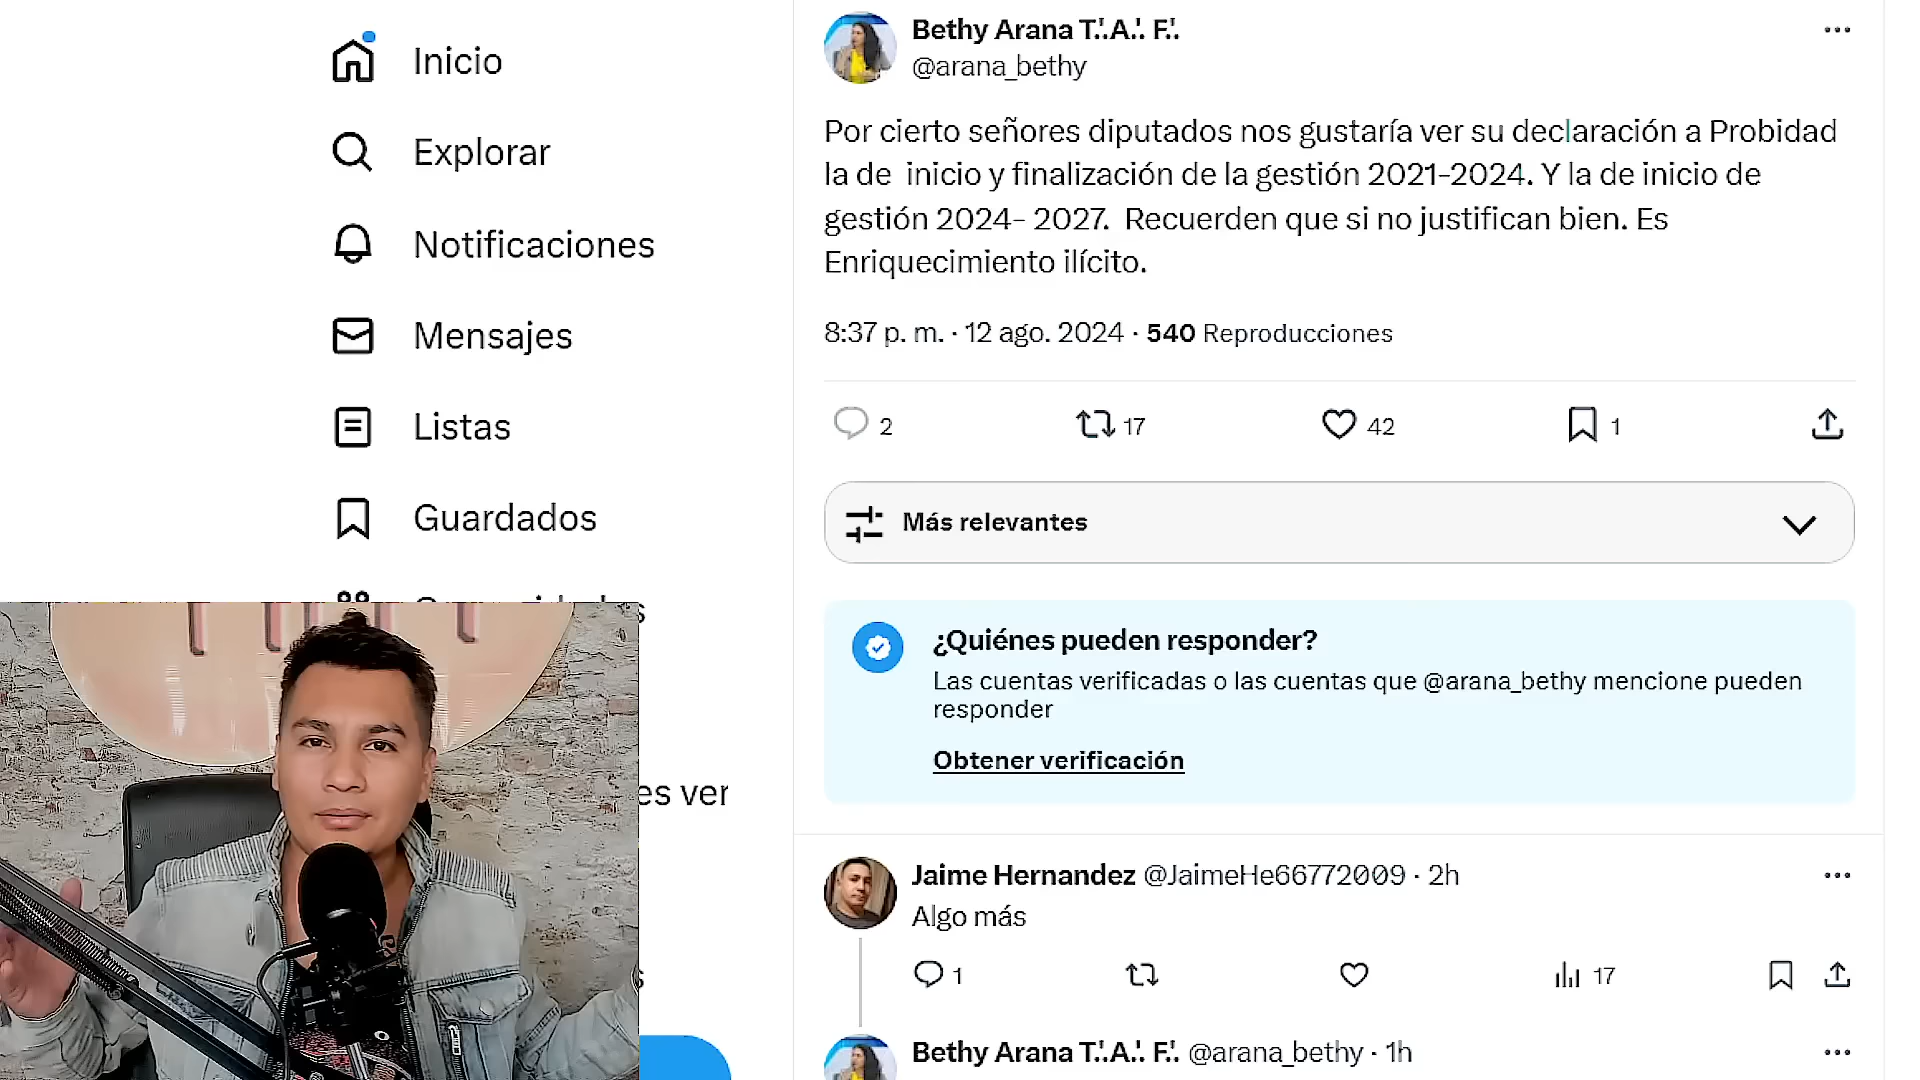 Inicio
Explorar
Notificaciones
Mensajes
Listas
Guardados
es ver
Bethy Arana T∴A∴ F∴
@arana_bethy
Por cierto señores diputados nos gustaría ver su declaración a Probidad
la de inicio y finalización de la gestión 2021-2024. Y la de inicio de
gestión 2024- 2027. Recuerden que si no justifican bien. Es
Enriquecimiento ilícito.
8:37 p. m. · 12 ago. 2024 · 540 Reproducciones
2 17 42 1
Más relevantes
¿Quiénes pueden responder?
Las cuentas verificadas o las cuentas que @arana_bethy mencione pueden
responder
Obtener verificación
Jaime Hernandez @JaimeHe66772009 · 2h
Algo más
1 17
Bethy Arana T∴A∴ F∴ @arana_bethy · 1h